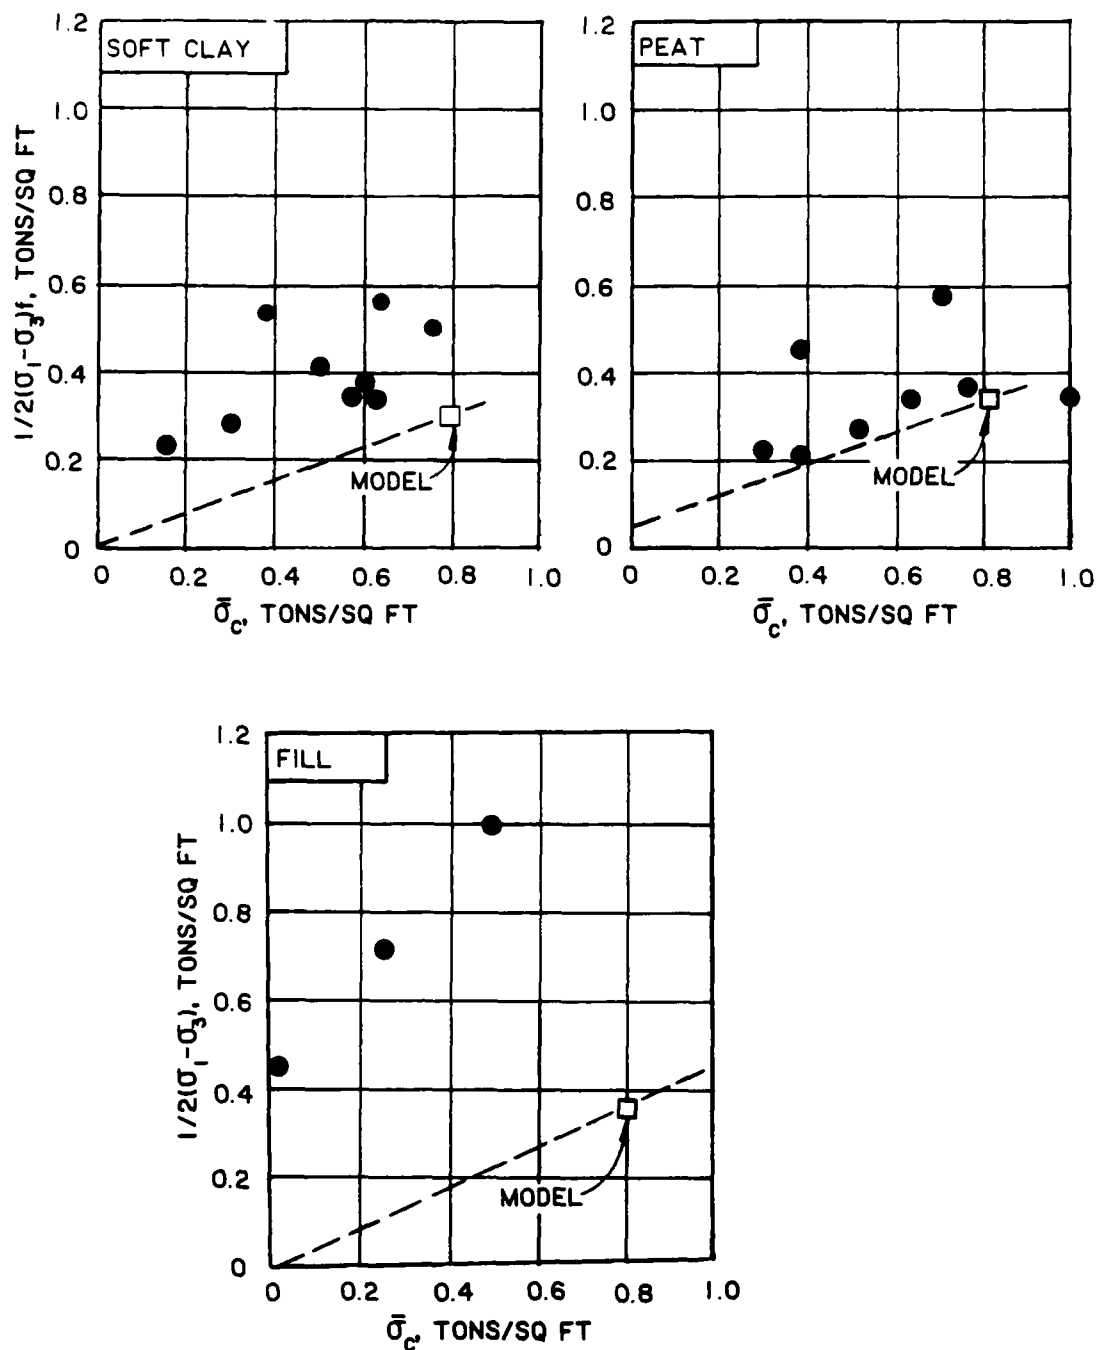 SOFT CLAY
1/2(σ1-σ3)f, TONS/SQ FT
1.2
1.0
0.8
0.6
0.4
0.2
0
MODEL
0 0.2 0.4 0.6 0.8 1.0
σ̄c, TONS/SQ FT
PEAT
1.2
1.0
0.8
0.6
0.4
0.2
0
MODEL
0 0.2 0.4 0.6 0.8 1.0
σ̄c, TONS/SQ FT
FILL
1/2(σ1-σ3), TONS/SQ FT
1.2
1.0
0.8
0.6
0.4
0.2
0
MODEL
0 0.2 0.4 0.6 0.8 1.0
σ̄c, TONS/SQ FT